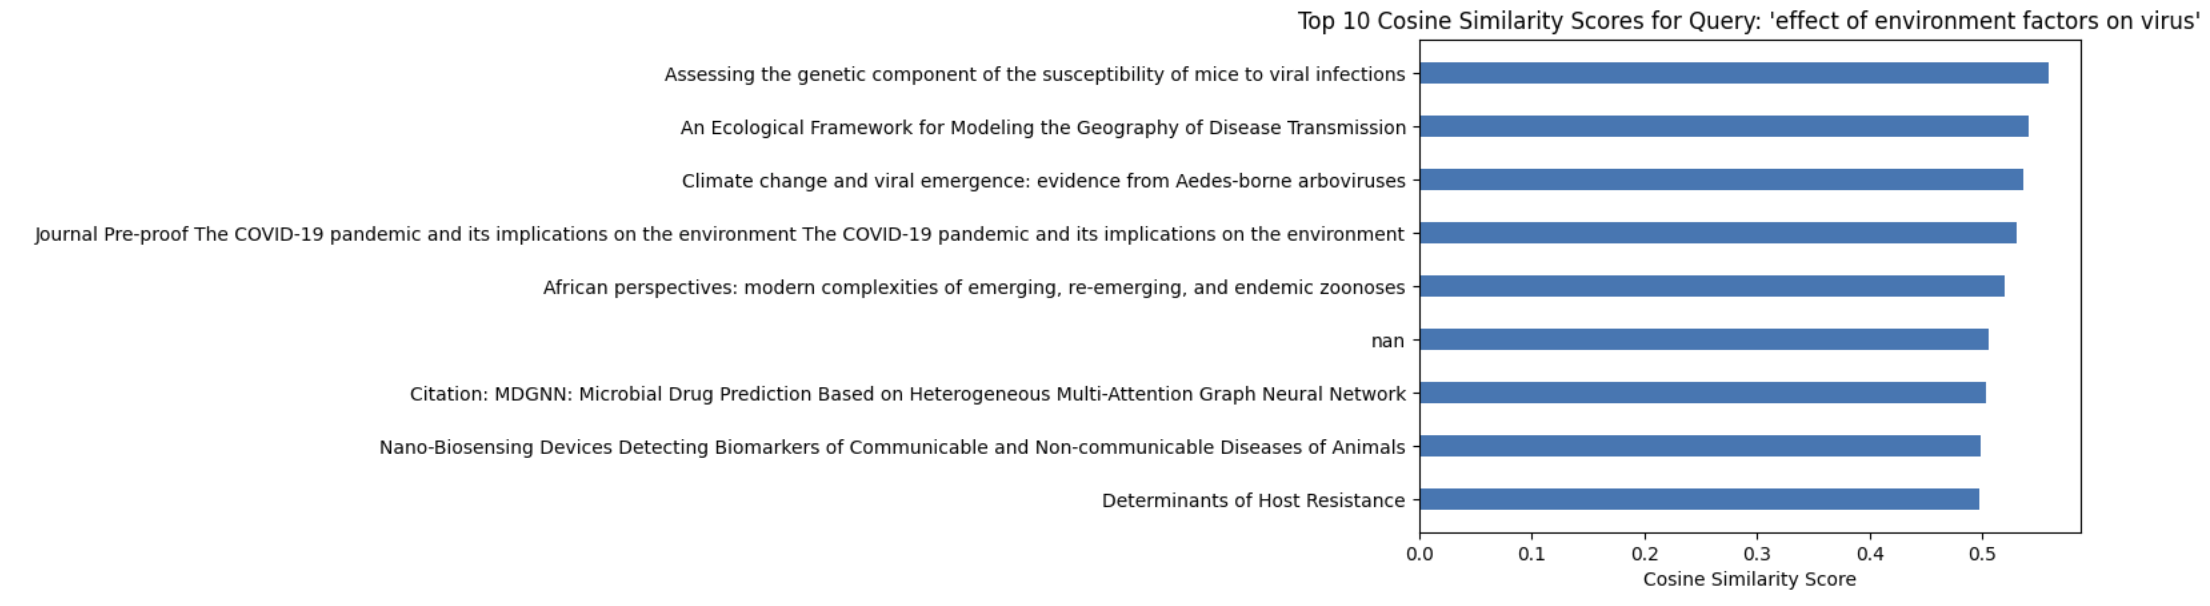 Top 10 Cosine Similarity Scores for Query: 'effect of environment factors on virus'
Assessing the genetic component of the susceptibility of mice to viral infections
An Ecological Framework for Modeling the Geography of Disease Transmission
Climate change and viral emergence: evidence from Aedes-borne arboviruses
Journal Pre-proof The COVID-19 pandemic and its implications on the environment The COVID-19 pandemic and its implications on the environment
African perspectives: modern complexities of emerging, re-emerging, and endemic zoonoses
nan
Citation: MDGNN: Microbial Drug Prediction Based on Heterogeneous Multi-Attention Graph Neural Network
Nano-Biosensing Devices Detecting Biomarkers of Communicable and Non-communicable Diseases of Animals
Determinants of Host Resistance
0.0 0.1 0.2 0.3 0.4 0.5
Cosine Similarity Score